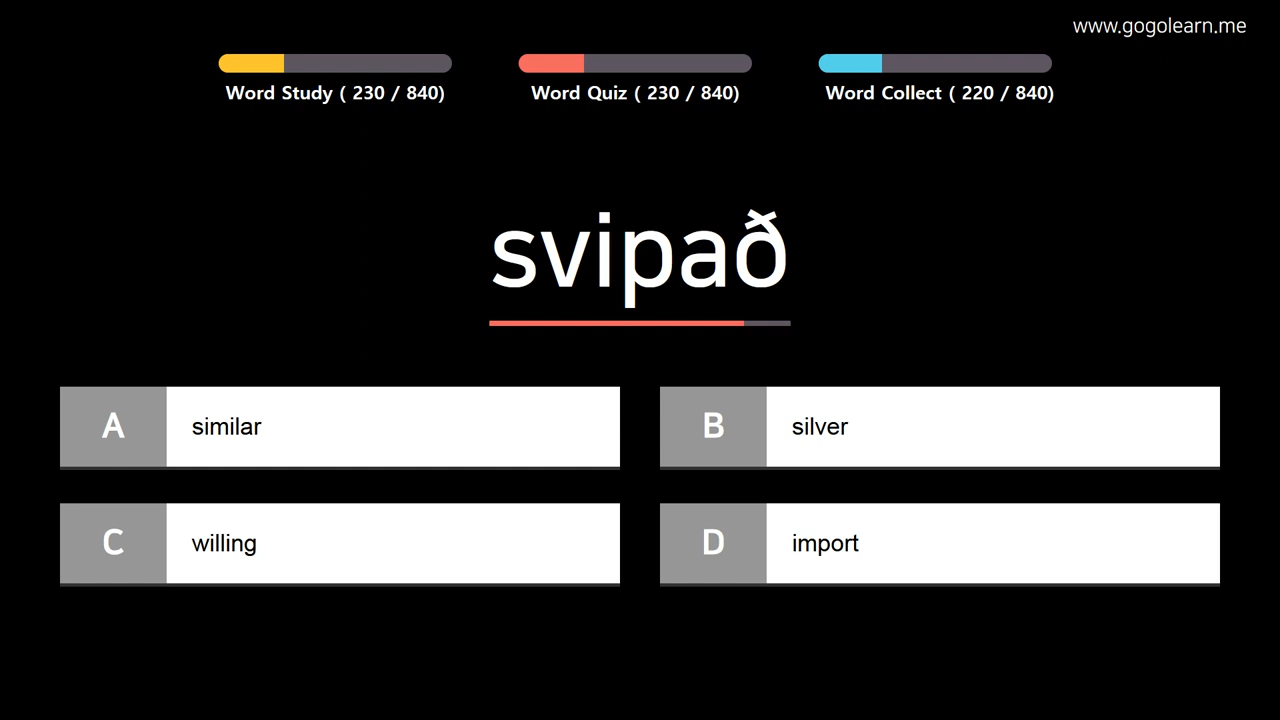 www.gogolearn.me
Word Study ( 230 / 840)
Word Quiz ( 230 / 840)
Word Collect ( 220 / 840)
svipað
A similar
B silver
C willing
D import